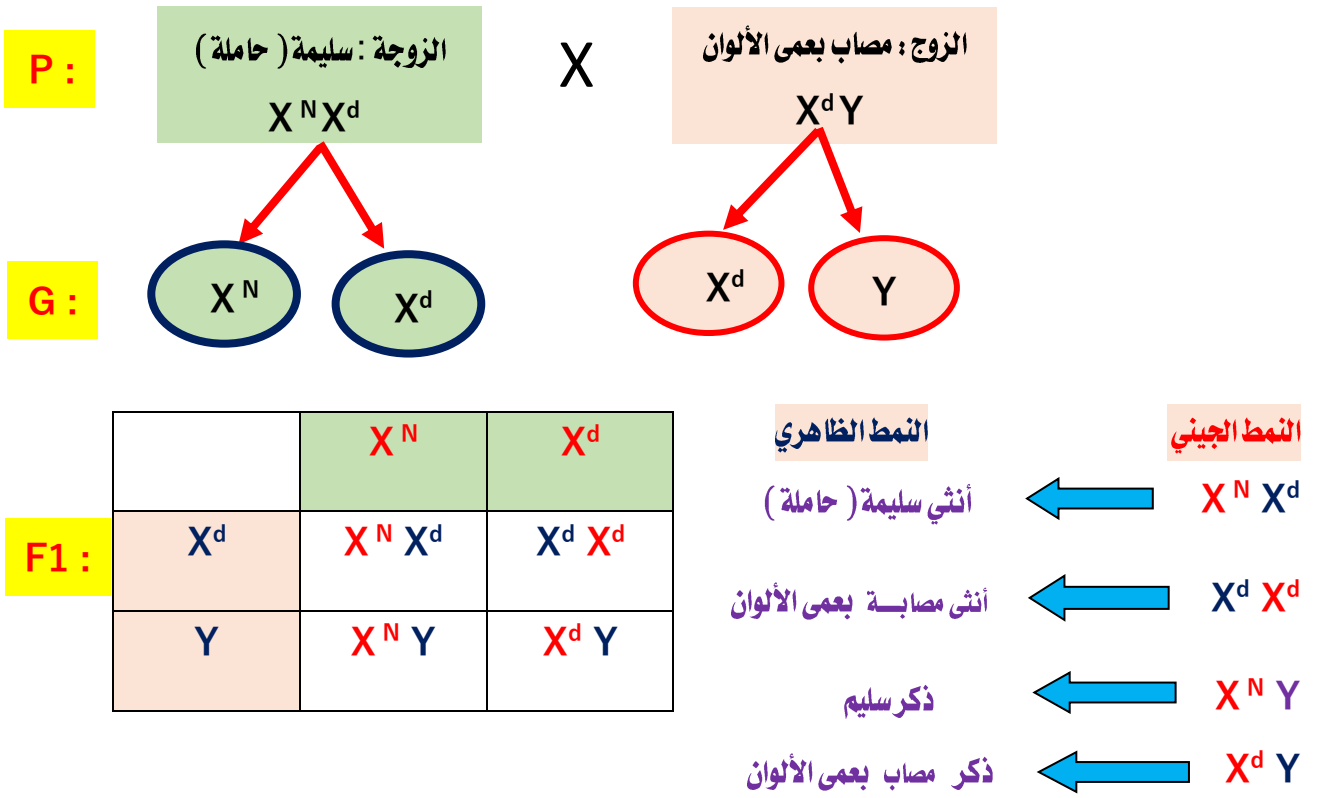 P :
الزوجة : سليمة ( حاملة )
X^N X^d
X
الزوج : مصاب بعمى الألوان
X^d Y
G :
X^N
X^d
X^d
Y
F1 :
X^N X^d
X^d X^N X^d X^d X^d
Y X^N Y X^d Y
النمط الجيني النمط الظاهري
X^N X^d أنثي سليمة ( حاملة )
X^d X^d أنثى مصابـــة بعمى الألوان
X^N Y ذكر سليم
X^d Y ذكر مصاب بعمى الألوان